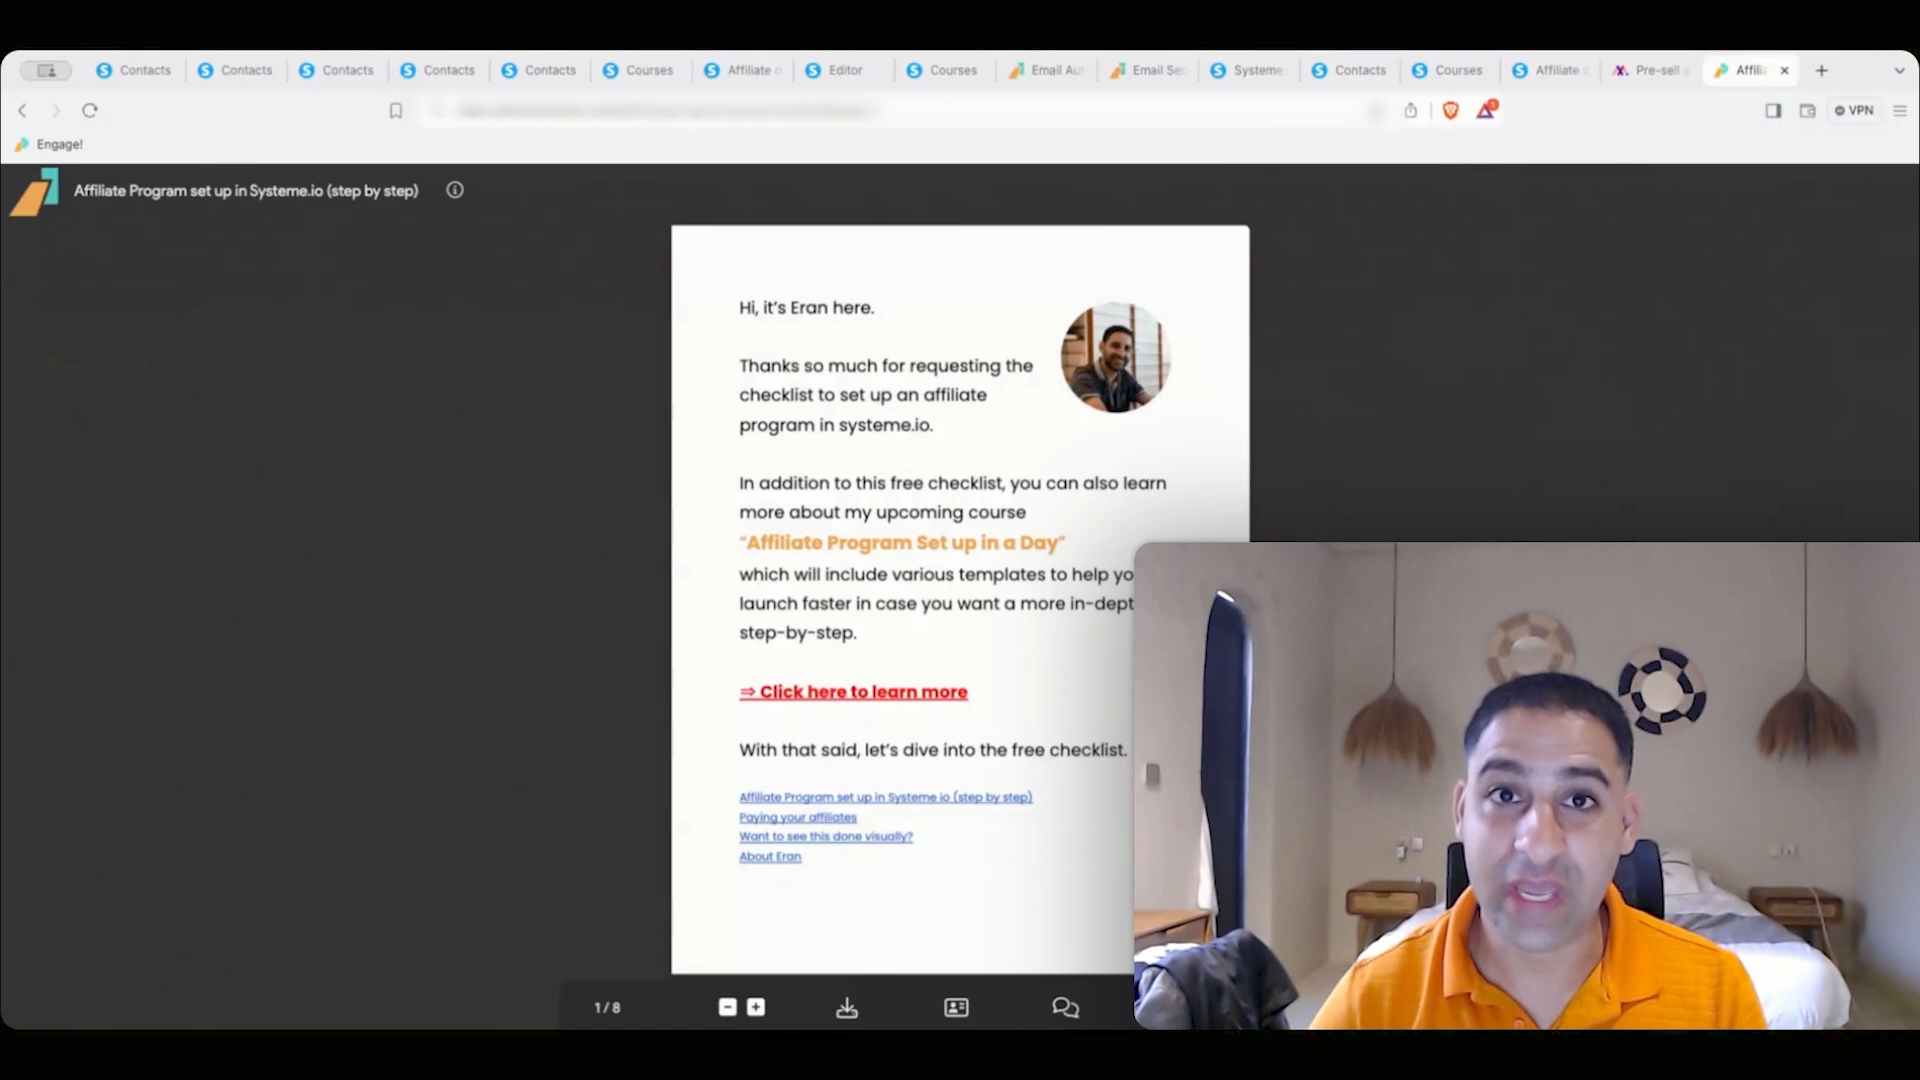 Contacts
Contacts
Contacts
Contacts
Contacts
Courses
Affiliate
Editor
Courses
Email Au
Email Se
Systeme.
Contacts
Courses
Affiliate
Pre-sell
Affili
1
VPN
Engage!
Affiliate Program set up in Systeme.io (step by step)
Hi, it's Eran here.
Thanks so much for requesting the
checklist to set up an affiliate
program in systeme.io.
In addition to this free checklist, you can also learn
more about my upcoming course
"Affiliate Program Set up in a Day"
which will include various templates to help yo
launch faster in case you want a more in-dept
step-by-step.
⇒ Click here to learn more
With that said, let's dive into the free checklist.
Affiliate Program set up in Systeme io (step by step)
Paying your affiliates
Want to see this done visually?
About Eran
1 / 8